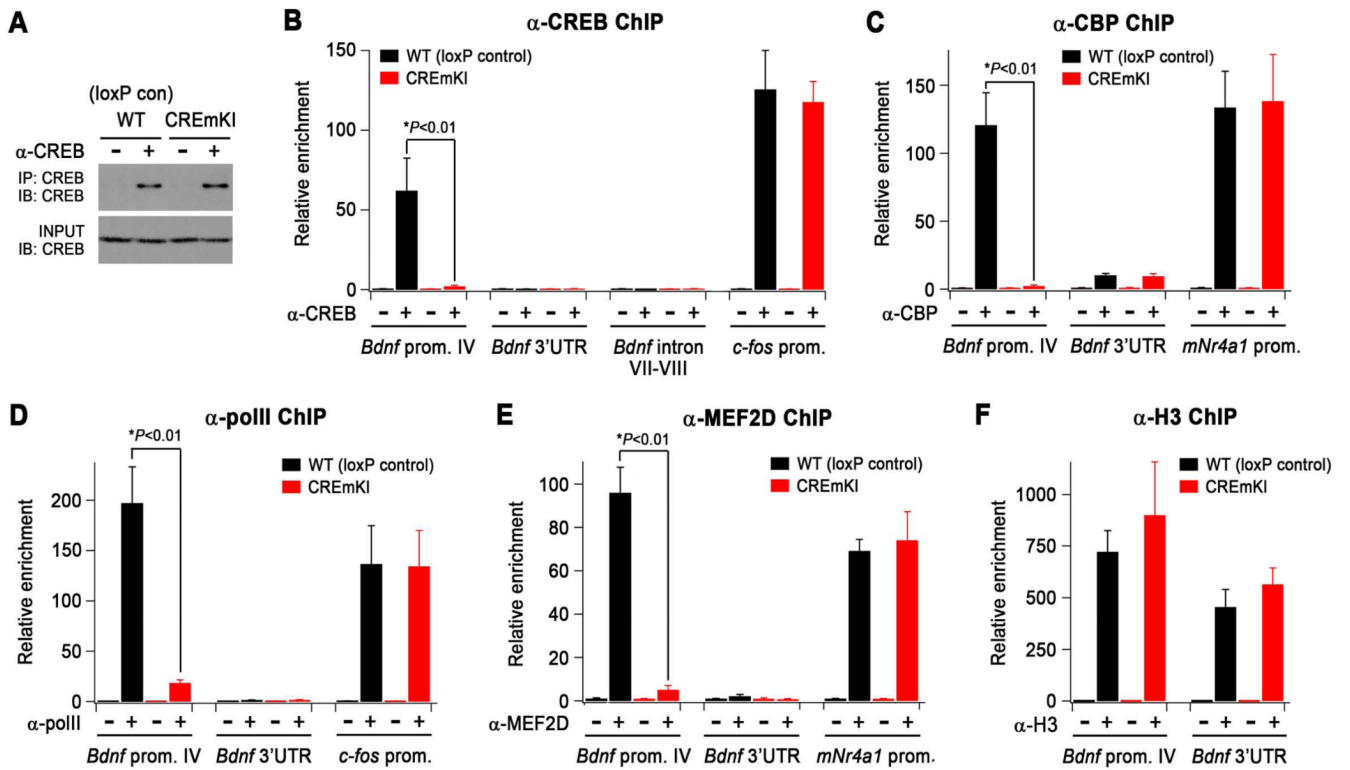 A
(loxP con)
WT CREmKI
α-CREB - + - +
IP: CREB
IB: CREB
INPUT
IB: CREB
B
α-CREB ChIP
WT (loxP control)
CREmKI
*P<0.01
Relative enrichment
150
100
50
0
α-CREB - + - + - + - + - + - + - + - +
Bdnf prom. IV Bdnf 3'UTR Bdnf intron VII-VIII c-fos prom.
C
α-CBP ChIP
WT (loxP control)
CREmKI
*P<0.01
Relative enrichment
150
100
50
0
α-CBP - + - + - + - + - + - +
Bdnf prom. IV Bdnf 3'UTR mNr4a1 prom.
D
α-polII ChIP
*P<0.01
WT (loxP control)
CREmKI
Relative enrichment
200
150
100
50
0
α-polII - + - + - + - + - + - +
Bdnf prom. IV Bdnf 3'UTR c-fos prom.
E
α-MEF2D ChIP
*P<0.01
WT (loxP control)
CREmKI
Relative enrichment
100
80
60
40
20
0
α-MEF2D - + - + - + - + - + - +
Bdnf prom. IV Bdnf 3'UTR mNr4a1 prom.
F
α-H3 ChIP
WT (loxP control)
CREmKI
Relative enrichment
1000
750
500
250
0
α-H3 - + - + - + - +
Bdnf prom. IV Bdnf 3'UTR